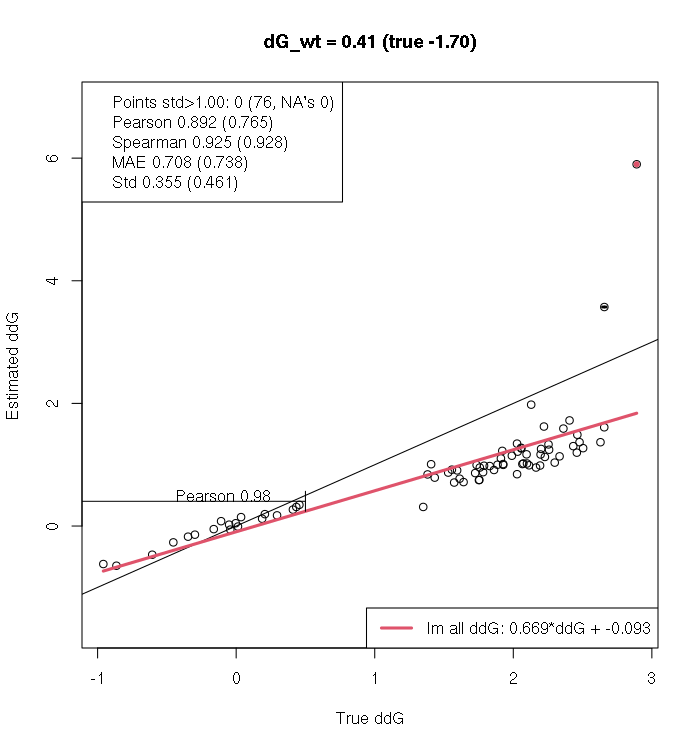 dG_wt = 0.41 (true -1.70)
Points std>1.00: 0 (76, NA's 0)
Pearson 0.892 (0.765)
Spearman 0.925 (0.928)
MAE 0.708 (0.738)
Std 0.355 (0.461)
Estimated ddG
6
4
2
0
Pearson 0.98
lm all ddG: 0.669*ddG + -0.093
-1 0 1 2 3
True ddG